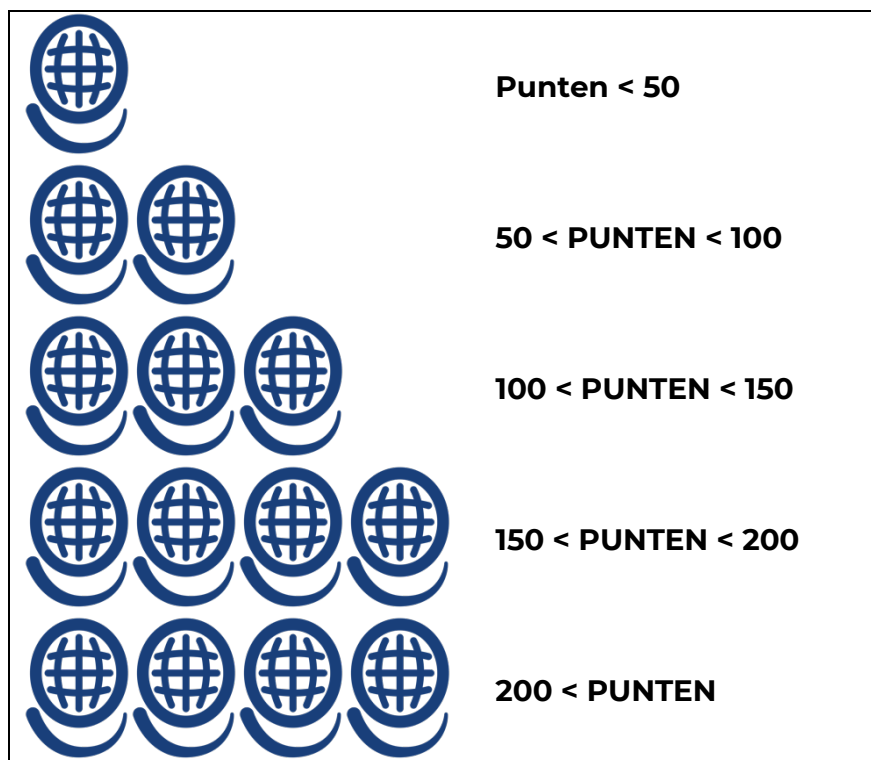 Punten < 50
50 < PUNTEN < 100
100 < PUNTEN < 150
150 < PUNTEN < 200
200 < PUNTEN